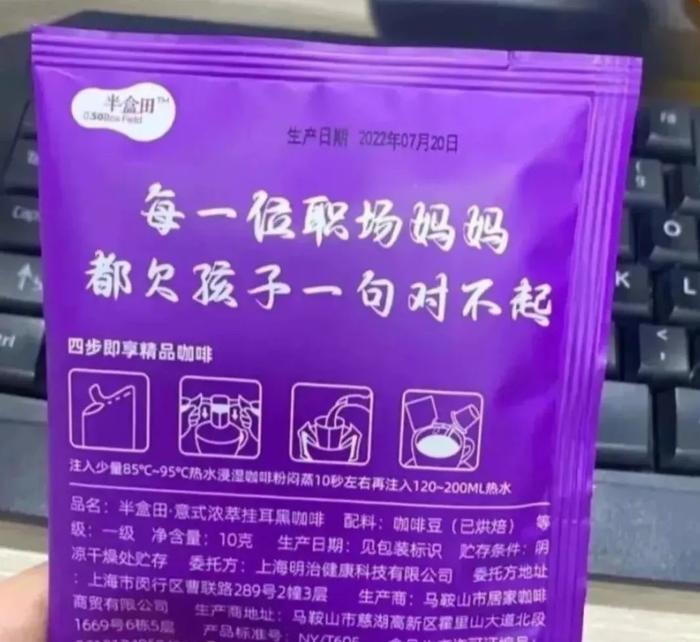 半盒田™
0.50Box Field
生产日期 2022年07月20日
每一位职场妈妈
都欠孩子一句对不起
四步即享精品咖啡
注入少量85℃~95℃热水浸湿咖啡粉闷蒸10秒左右再注入120~200ML热水
品名：半盒田·意式浓萃挂耳黑咖啡 配料：咖啡豆（已烘焙） 等
级：一级 净含量：10克 生产日期：见包装标识 贮存条件：阴
凉干燥处贮存 委托方：上海明治健康科技有限公司 委托方地址
：上海市闵行区曹联路289号2幢3层 生产商：马鞍山市居家咖啡
商贸有限公司 生产商地址：马鞍山市慈湖高新区霍里山大道北段
1669号6栋5层 产品标准号：NY/T605
F8
9
O
K
L
<
,